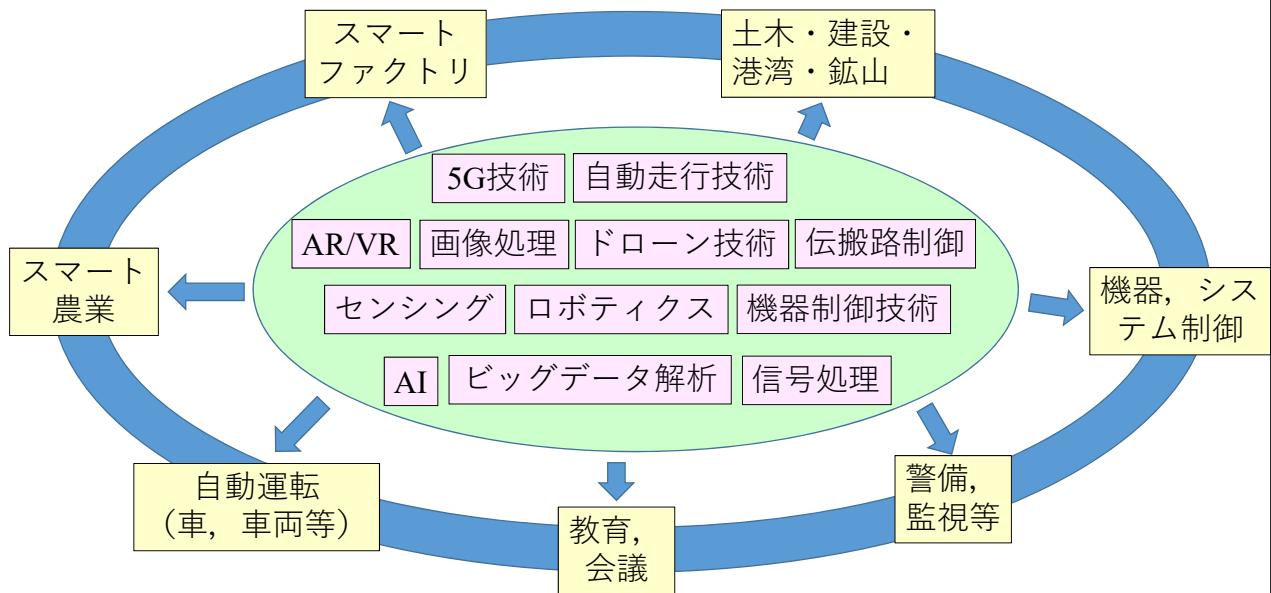 スマート
ファクトリ
土木・建設・
港湾・鉱山
5G技術
自動走行技術
AR/VR
画像処理
ドローン技術
伝搬路制御
スマート
農業
センシング
ロボティクス
機器制御技術
機器，シス
テム制御
AI
ビッグデータ解析
信号処理
自動運転
（車，車両等）
教育，
会議
警備，
監視等